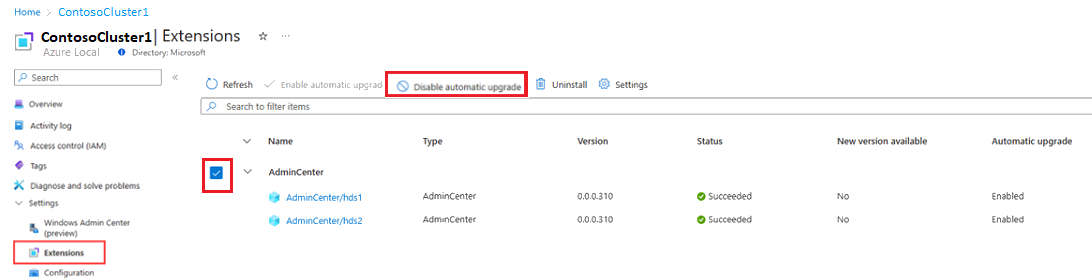 Home > ContosoCluster1
ContosoCluster1 | Extensions ☆ ...
Azure Local Directory: Microsoft
Search «
Refresh Enable automatic upgrad Disable automatic upgrade Uninstall Settings
Search to filter items
Overview
Activity log
Access control (IAM)
Tags
Diagnose and solve problems
Settings
Windows Admin Center
(preview)
Extensions
Configuration
Name Type Version Status New version available Automatic upgrade
AdminCenter
AdminCenter/hds1 AdminCenter 0.0.0.310 Succeeded No Enabled
AdminCenter/hds2 AdminCenter 0.0.0.310 Succeeded No Enabled